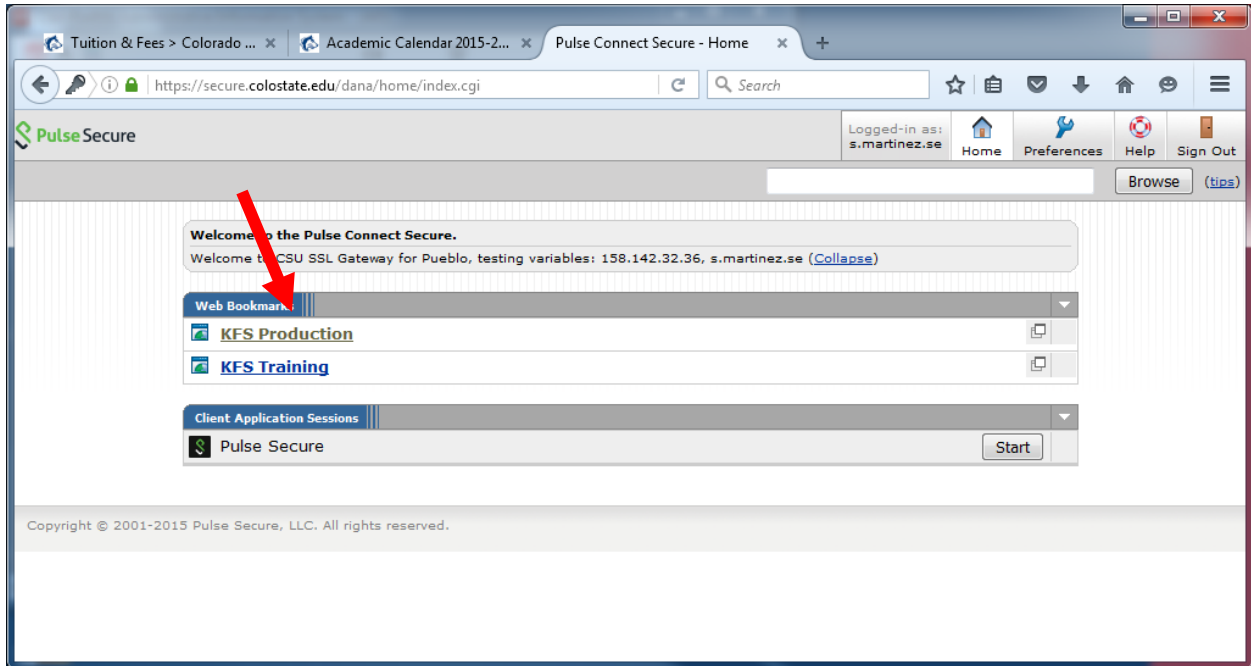 Tuition & Fees > Colorado ...
Academic Calendar 2015-2...
Pulse Connect Secure - Home
https://secure.colostate.edu/dana/home/index.cgi
Search
Pulse Secure
Logged-in as:
s.martinez.se
Home
Preferences
Help
Sign Out
Browse
(tips)
Welcome to the Pulse Connect Secure.
Welcome to CSU SSL Gateway for Pueblo, testing variables: 158.142.32.36, s.martinez.se (Collapse)
Web Bookmarks
KFS Production
KFS Training
Client Application Sessions
Pulse Secure
Start
Copyright © 2001-2015 Pulse Secure, LLC. All rights reserved.